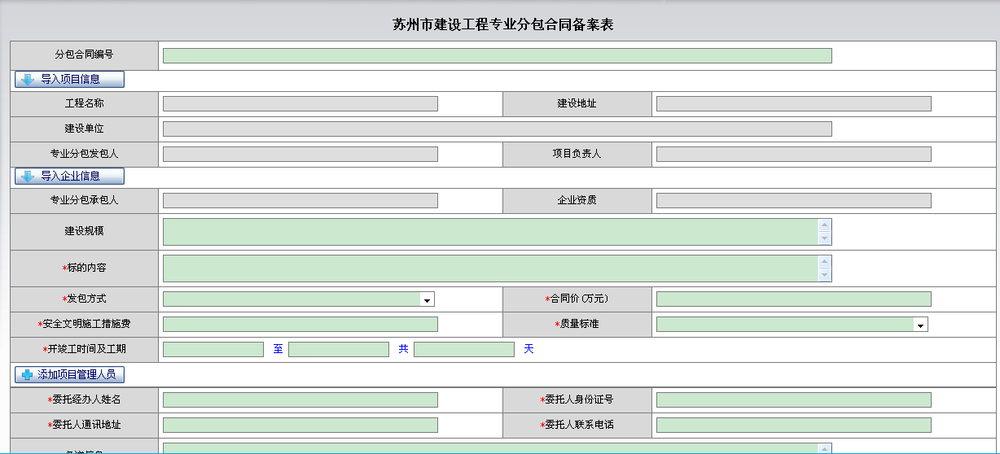 苏州市建设工程专业分包合同备案表
分包合同编号
导入项目信息
工程名称 建设地址
建设单位
专业分包发包人 项目负责人
导入企业信息
专业分包承包人 企业资质
建设规模
*标的内容
*发包方式 *合同价(万元)
*安全文明施工措施费 *质量标准
*开竣工时间及工期 至 共 天
添加项目管理人员
*委托经办人姓名 *委托人身份证号
*委托人通讯地址 *委托人联系电话